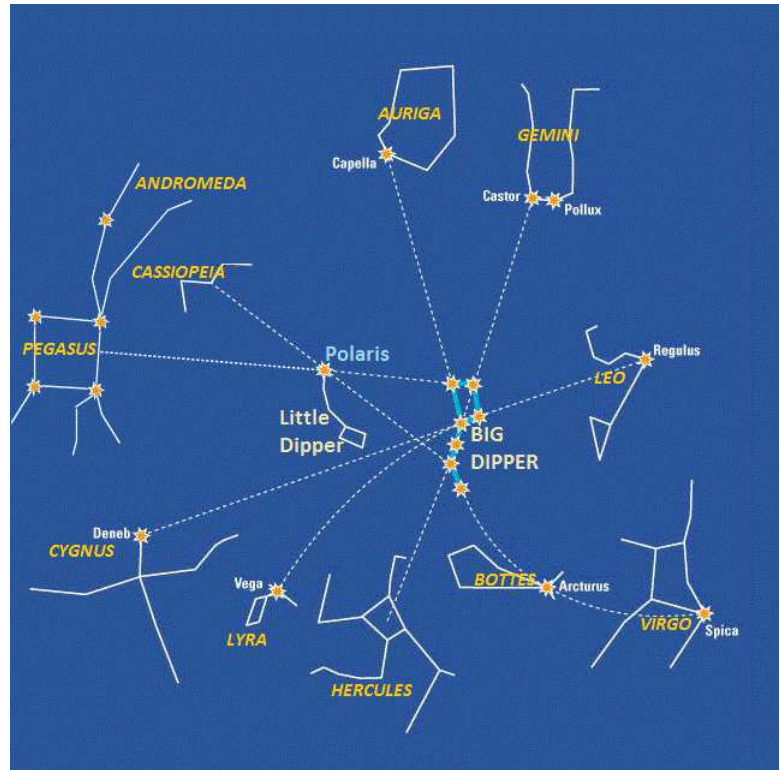 AURIGA
GEMINI
Capella
ANDROMEDA
Castor
Pollux
CASSIOPEIA
PEGASUS
Polaris
Regulus
LEO
Little
Dipper
BIG
DIPPER
Deneb
CYGNUS
Vega
BOTTES
Arcturus
LYRA
VIRGO
Spica
HERCULES